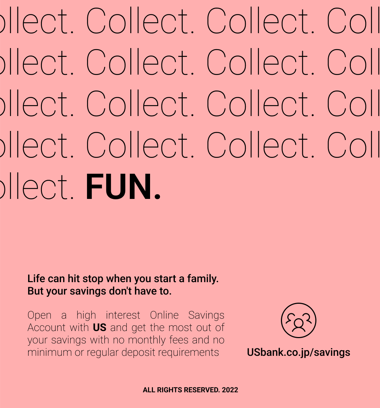 ollect. Collect. Collect. Coll
ollect. Collect. Collect. Coll
ollect. Collect. Collect. Coll
ollect. Collect. Collect. Coll
ollect. FUN.
Life can hit stop when you start a family.
But your savings don't have to.
Open a high interest Online Savings
Account with US and get the most out of
your savings with no monthly fees and no
minimum or regular deposit requirements
USbank.co.jp/savings
ALL RIGHTS RESERVED. 2022